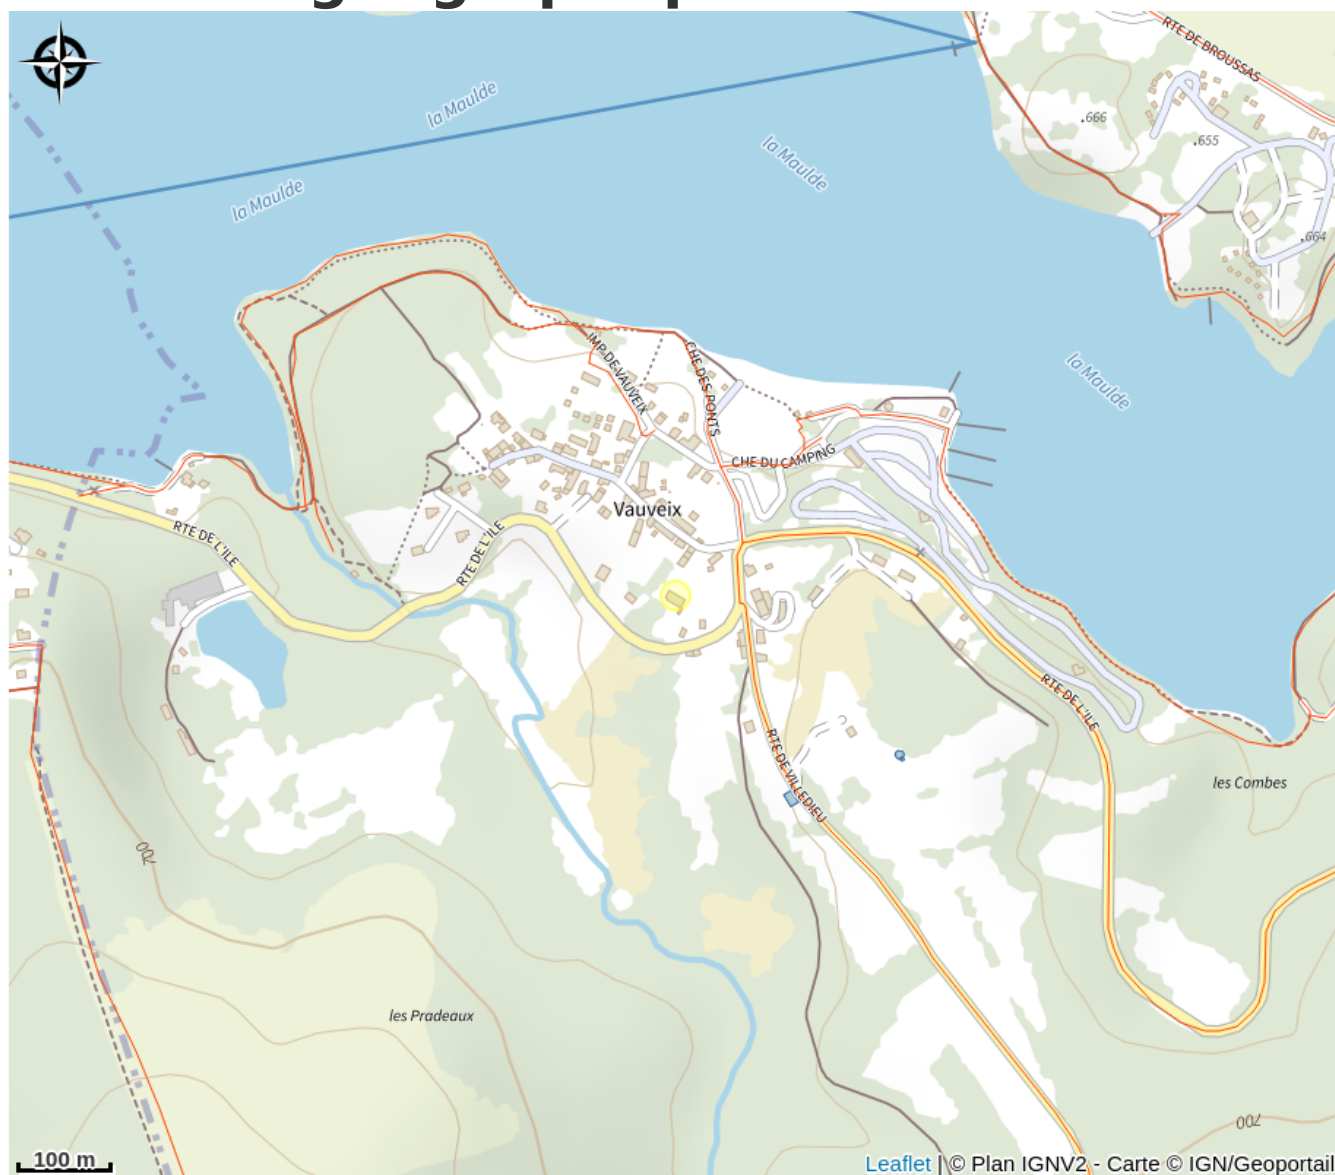 la Maulde
RTE DE BROUSSAS
.666
.655
la Maulde
la Maulde
.664
IMP-DE-VAUVEIX
CHE DES PONTS
la Maulde
CHE DU CAMPING
Vauveix
RTE DE L'ILE
RTE DE L'ILE
RTE DE L'ILE
RTE DE VILLEDIEU
les Combes
700
les Pradeaux
700
100 m
Leaflet | © Plan IGNV2 - Carte © IGN/Geoportail